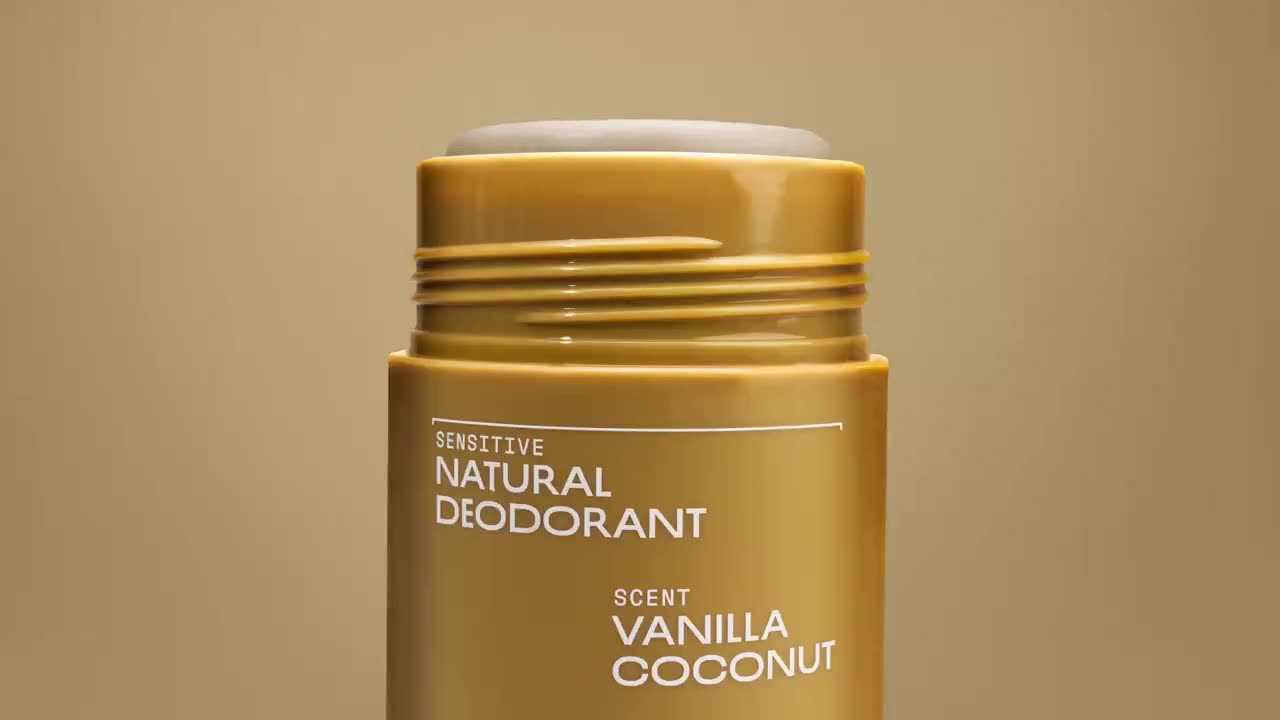 SENSITIVE
NATURAL
DEODORANT
SCENT
VANILLA
COCONUT